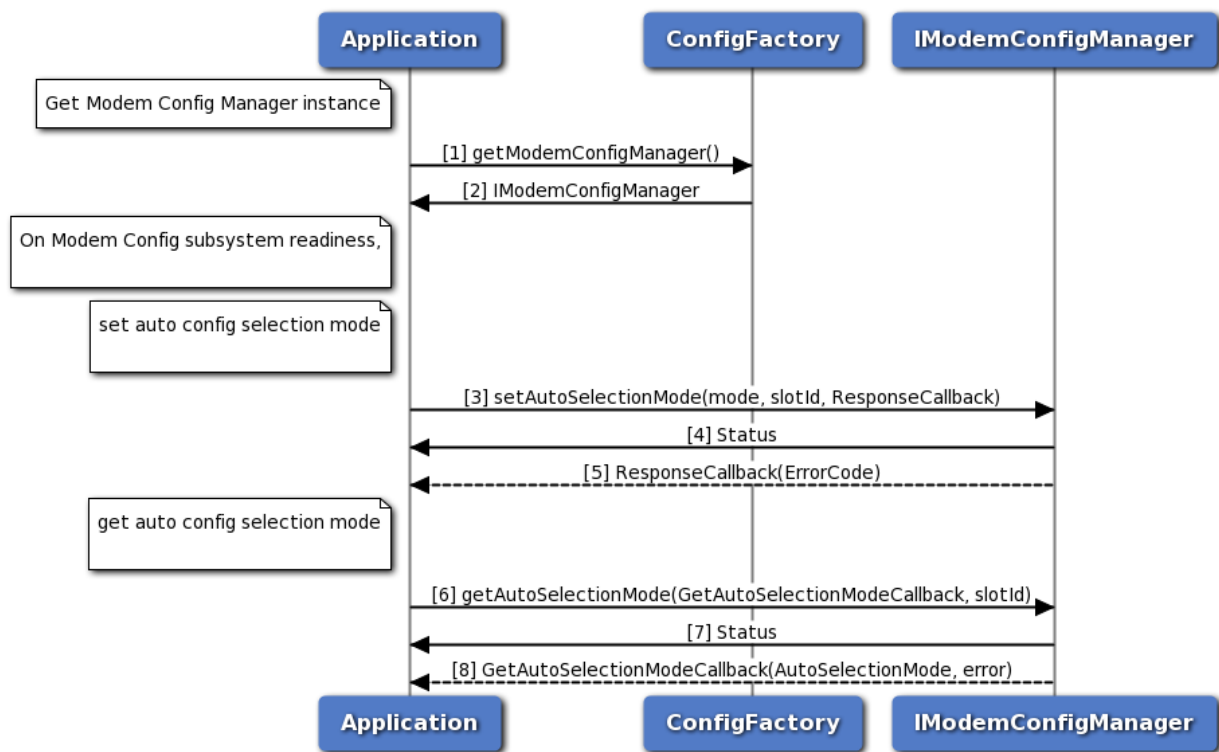 Application
ConfigFactory
IModemConfigManager
Get Modem Config Manager instance
[1] getModemConfigManager()
[2] IModemConfigManager
On Modem Config subsystem readiness,
set auto config selection mode
[3] setAutoSelectionMode(mode, slotId, ResponseCallback)
[4] Status
[5] ResponseCallback(ErrorCode)
get auto config selection mode
[6] getAutoSelectionMode(GetAutoSelectionModeCallback, slotId)
[7] Status
[8] GetAutoSelectionModeCallback(AutoSelectionMode, error)
Application
ConfigFactory
IModemConfigManager